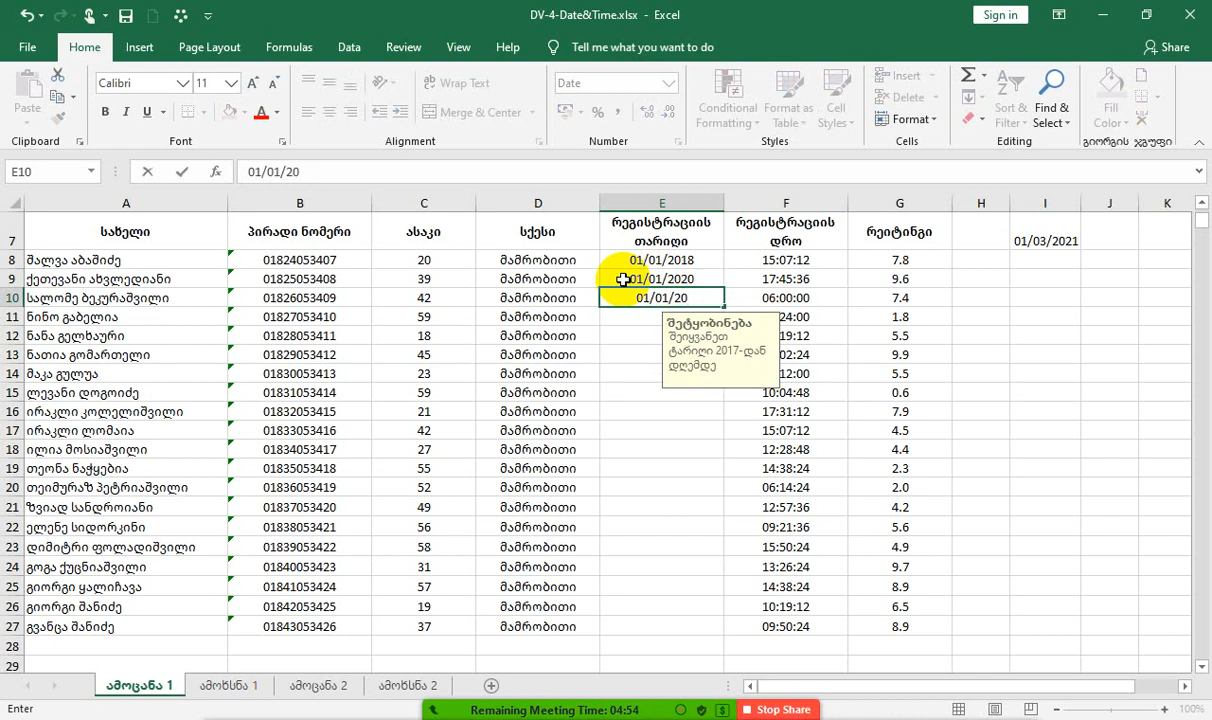 DV-4-Date&Time.xlsx - Excel
Sign in
File Home Insert Page Layout Formulas Data Review View Help Tell me what you want to do Share
Calibri 11 Wrap Text Date Insert
Paste B I U Merge & Center % , Conditional Formatting Format as Table Cell Styles Delete Format Sort & Filter Find & Select Fill Color
Clipboard Font Alignment Number Styles Cells Editing გიორგის ჯგუფი
E10 fx 01/01/20
A B C D E F G H I J K
7 სახელი პირადი ნომერი ასაკი სქესი რეგისტრაციის თარიღი რეგისტრაციის დრო რეიტინგი 01/03/2021
8 შალვა აბაშიძე 01824053407 20 მამრობითი 01/01/2018 15:07:12 7.8
9 ქეთევანი ახვლედიანი 01825053408 39 მამრობითი 01/01/2020 17:45:36 9.6
10 სალომე ბეკურაშვილი 01826053409 42 მამრობითი 01/01/20 06:00:00 7.4
11 ნინო გაბელია 01827053410 59 მამრობითი 24:00 1.8
12 ნანა გელხაური 01828053411 18 მამრობითი 19:12 5.5
13 ნათია გომართელი 01829053412 45 მამრობითი 02:24 9.9
14 მაკა გულუა 01830053413 23 მამრობითი 12:00 5.5
შეტყობინება
შეიყვანეთ
ტარიღი 2017-დან
დღემდე
15 ლევანი დოგოიძე 01831053414 59 მამრობითი 10:04:48 0.6
16 ირაკლი კოლელიშვილი 01832053415 21 მამრობითი 17:31:12 7.9
17 ირაკლი ლომაია 01833053416 42 მამრობითი 15:07:12 4.5
18 ილია მოსიაშვილი 01834053417 27 მამრობითი 12:28:48 4.4
19 თეონა ნაჭყებია 01835053418 55 მამრობითი 14:38:24 2.3
20 თეიმურაზ პეტრიაშვილი 01836053419 52 მამრობითი 06:14:24 2.0
21 ზვიად სანდროიანი 01837053420 49 მამრობითი 12:57:36 4.2
22 ელენე სიდორკინი 01838053421 56 მამრობითი 09:21:36 5.6
23 დიმიტრი ფოლადიშვილი 01839053422 58 მამრობითი 15:50:24 4.9
24 გოგა ქუცნიაშვილი 01840053423 31 მამრობითი 13:26:24 9.7
25 გიორგი ყალიჩავა 01841053424 57 მამრობითი 14:38:24 8.9
26 გიორგი შანიძე 01842053425 19 მამრობითი 10:19:12 6.5
27 გვანცა შანიძე 01843053426 37 მამრობითი 09:50:24 8.9
28
29
ამოცანა 1 ამოხსნა 1 ამოცანა 2 ამოხსნა 2
Enter Remaining Meeting Time: 04:54 Stop Share 100%